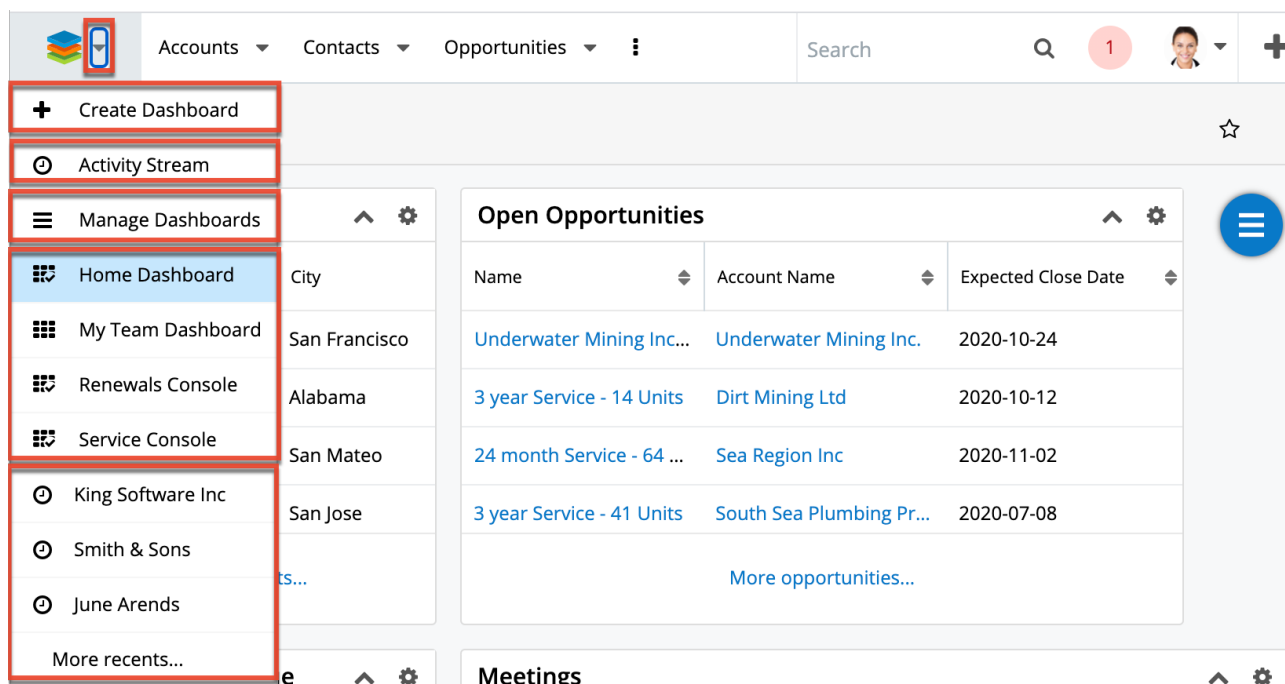 Accounts Contacts Opportunities Search 1
Create Dashboard
Activity Stream
Manage Dashboards
Home Dashboard
My Team Dashboard
Renewals Console
Service Console
King Software Inc
Smith & Sons
June Arends
More recents...
City
San Francisco
Alabama
San Mateo
San Jose
ts...
Open Opportunities
Name Account Name Expected Close Date
Underwater Mining Inc... Underwater Mining Inc. 2020-10-24
3 year Service - 14 Units Dirt Mining Ltd 2020-10-12
24 month Service - 64 ... Sea Region Inc 2020-11-02
3 year Service - 41 Units South Sea Plumbing Pr... 2020-07-08
More opportunities...
e
Meetings